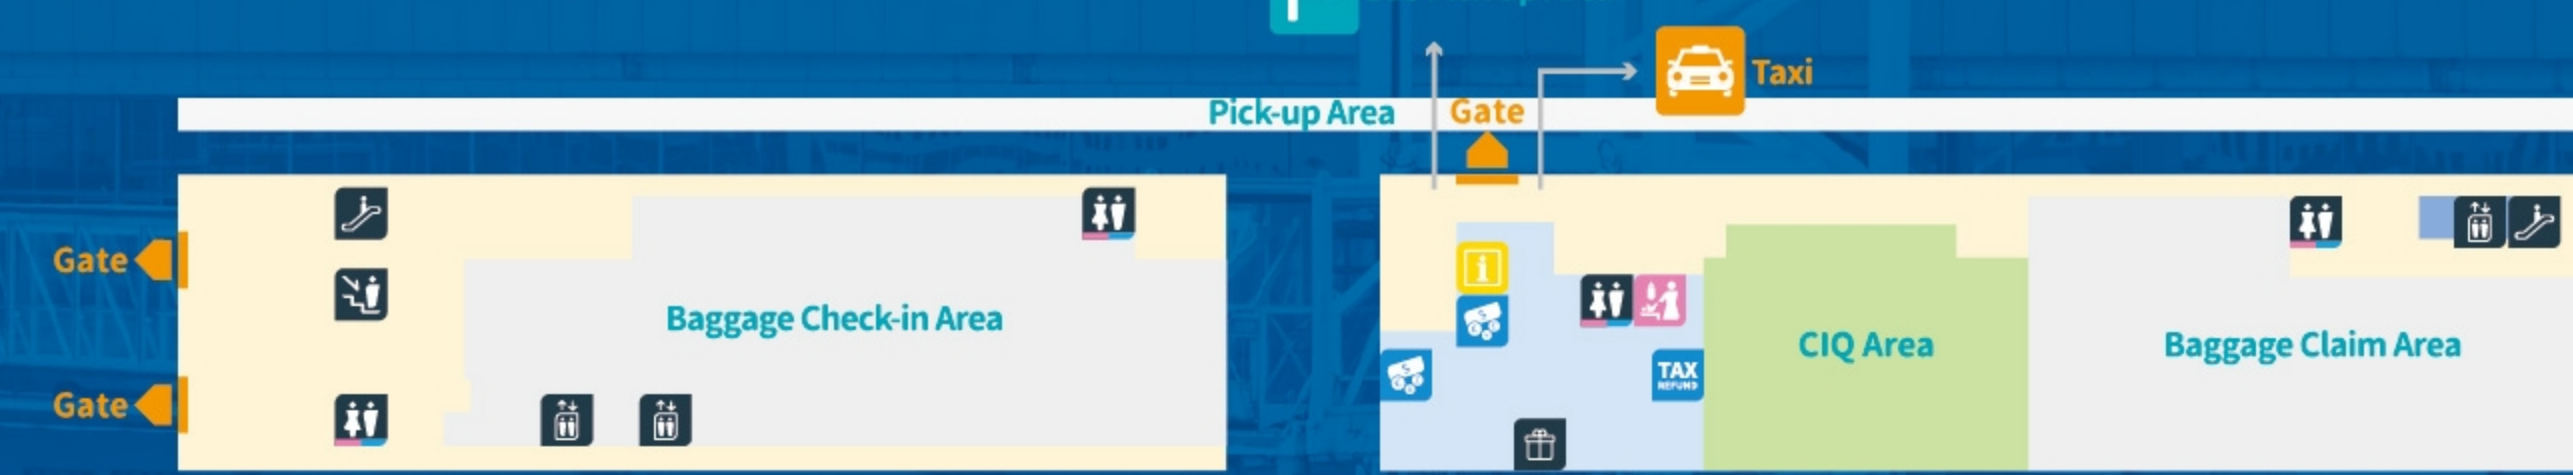 Taxi
Pick-up Area
Gate
Gate
Baggage Check-in Area
Gate
i
TAX
REFUND
CIQ Area
Baggage Claim Area